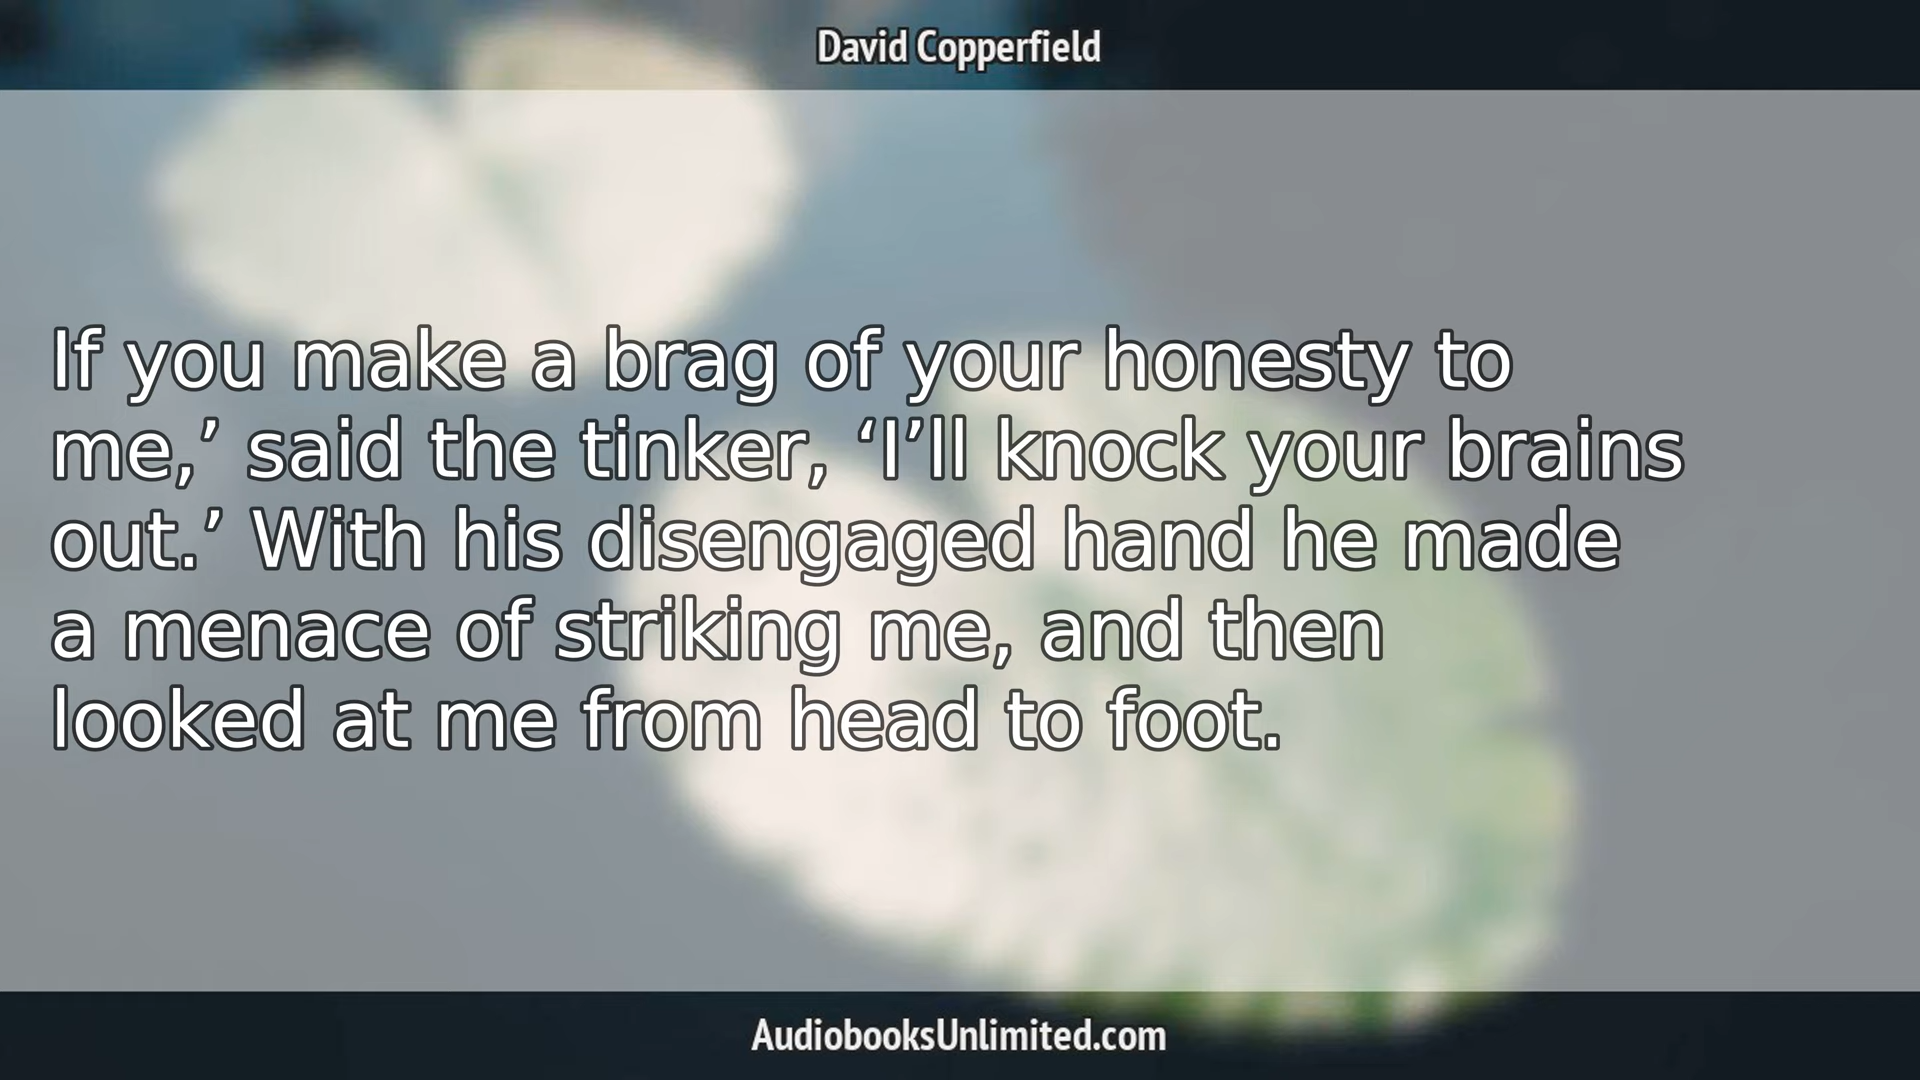 David Copperfield
If you make a brag of your honesty to
me,’ said the tinker, ‘I’ll knock your brains
out.’ With his disengaged hand he made
a menace of striking me, and then
looked at me from head to foot.
AudiobooksUnlimited.com